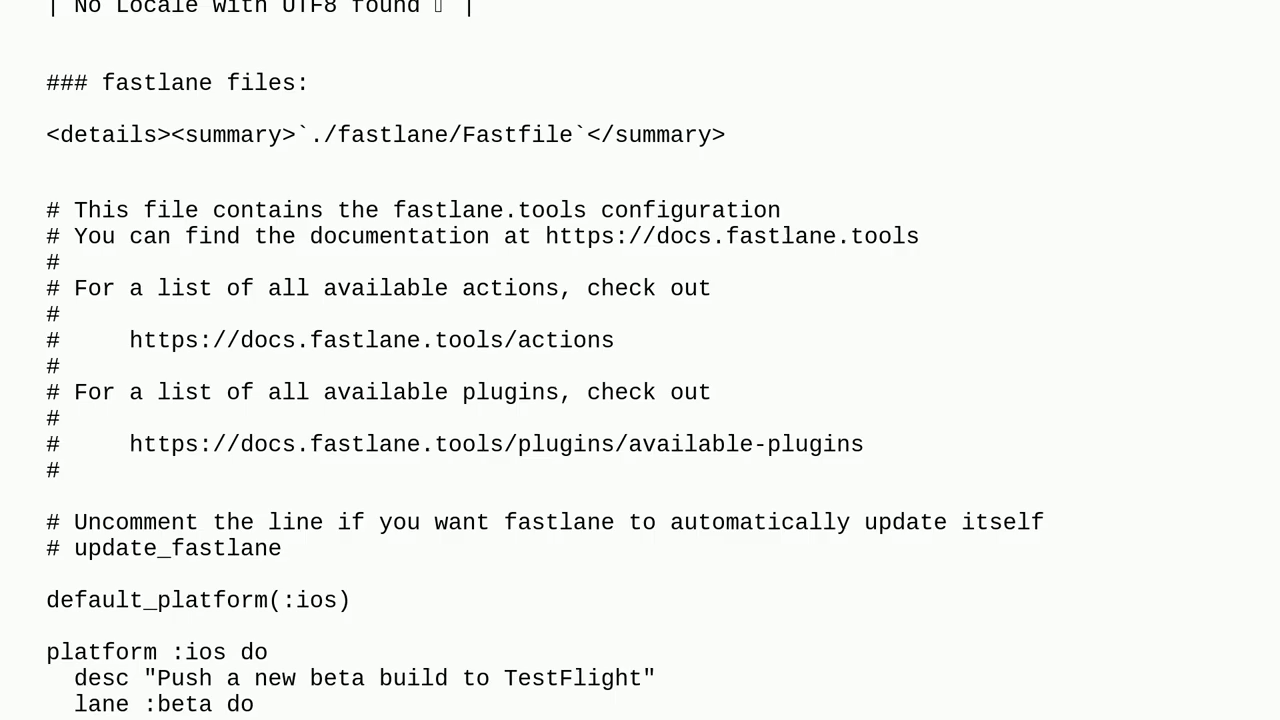 | No Locale with UTF8 found  |
### fastlane files:
<details><summary>`./fastlane/Fastfile`</summary>
# This file contains the fastlane.tools configuration
# You can find the documentation at https://docs.fastlane.tools
#
# For a list of all available actions, check out
#
#     https://docs.fastlane.tools/actions
#
# For a list of all available plugins, check out
#
#     https://docs.fastlane.tools/plugins/available-plugins
#
# Uncomment the line if you want fastlane to automatically update itself
# update_fastlane
default_platform(:ios)
platform :ios do
  desc "Push a new beta build to TestFlight"
  lane :beta do